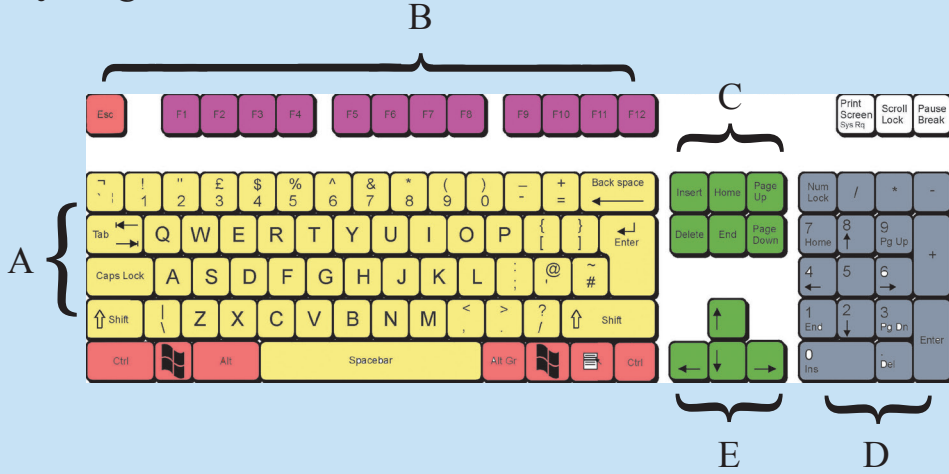 B
C
Esc F1 F2 F3 F4 F5 F6 F7 F8 F9 F10 F11 F12
Print Screen Sys Rq
Scroll Lock
Pause Break
¬ ` ¦ ! 1 " 2 £ 3 $ 4 % 5 ^ 6 & 7 * 8 ( 9 ) 0 _ - + = Back space
Insert Home Page Up
Num Lock / * -
Tab Q W E R T Y U I O P { [ } ] Enter
Delete End Page Down
7 Home 8 9 Pg Up +
A
Caps Lock A S D F G H J K L : ; @ ' ~ #
4 5 6
Shift | \ Z X C V B N M < , > . ? / Shift
1 End 2 3 Pg Dn Enter
Ctrl Alt Spacebar Alt Gr Ctrl
0 Ins . Del
E
D